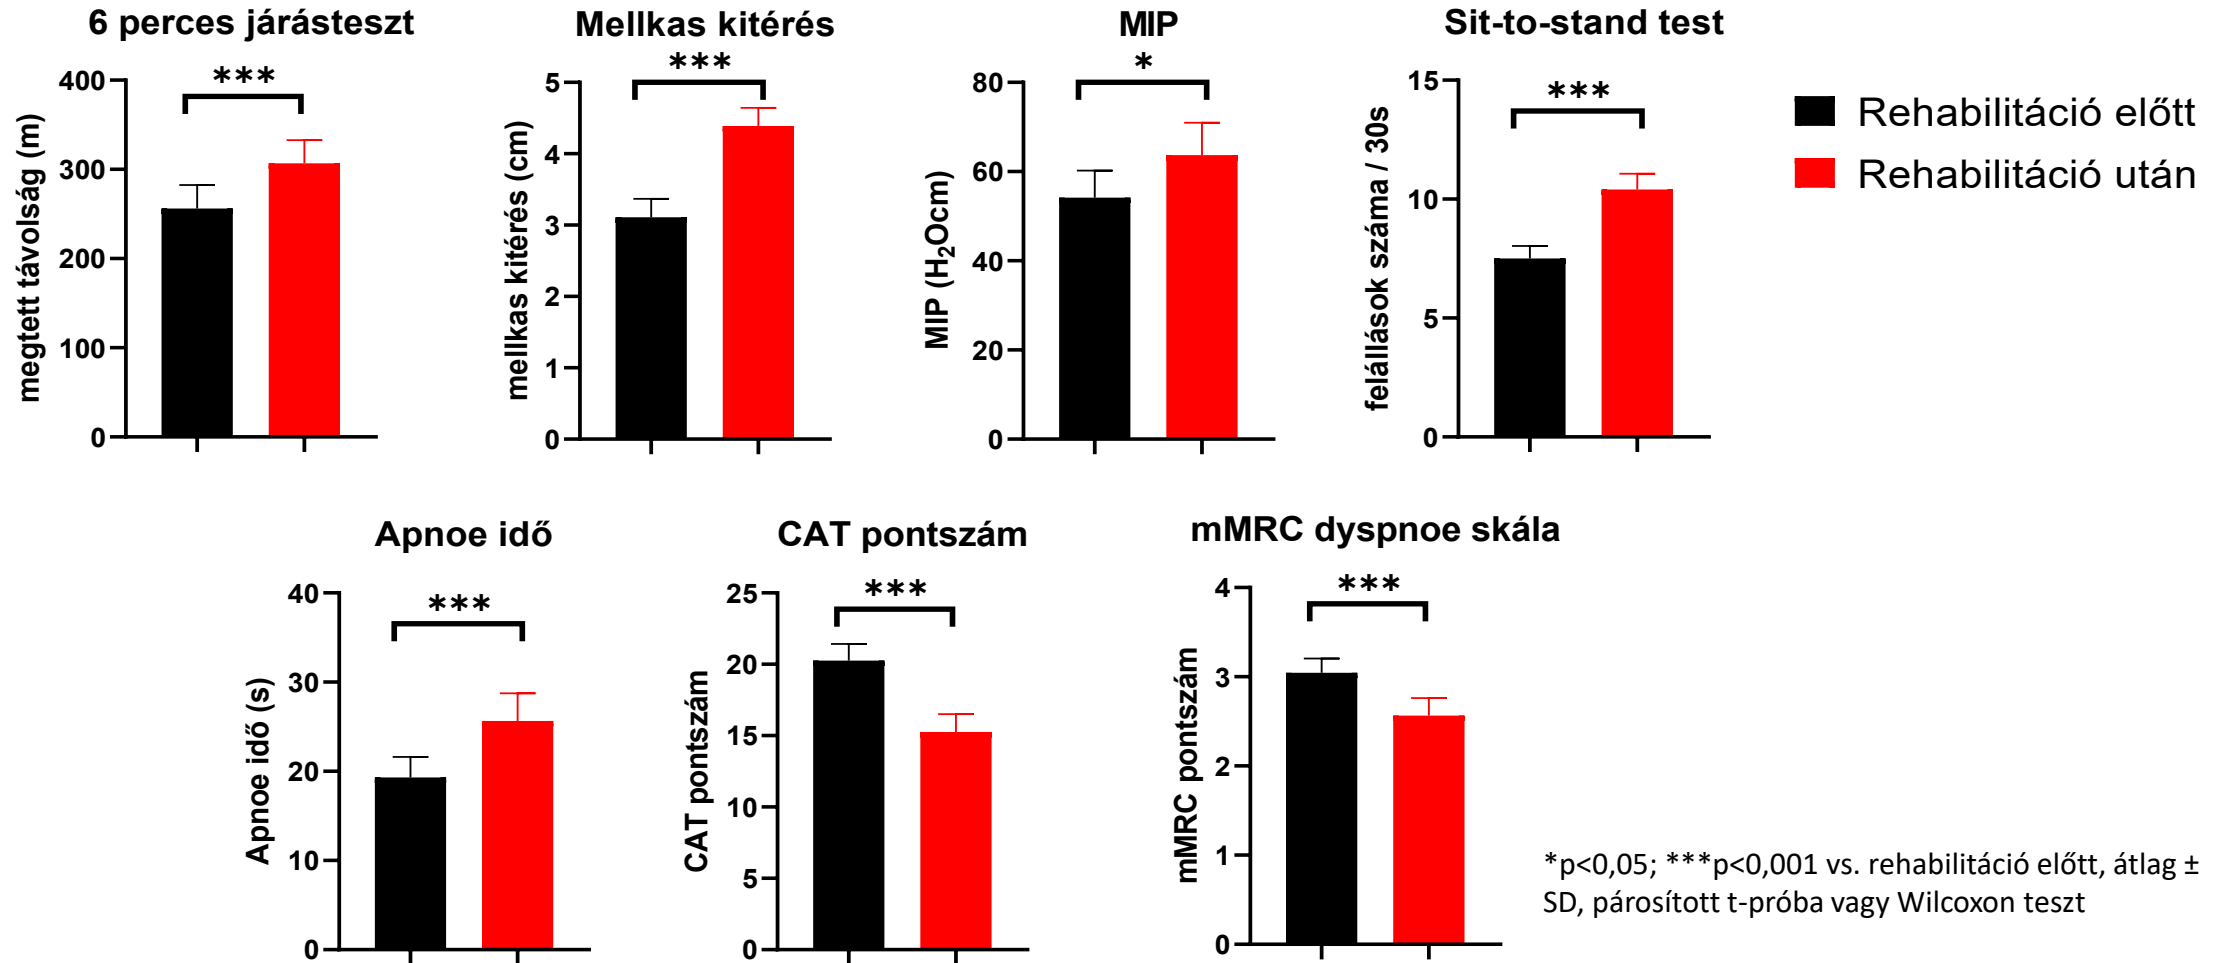 6 perces járásteszt
***
400
300
200
100
0
megtett távolság (m)
Mellkas kitérés
***
5
4
3
2
1
0
mellkas kitérés (cm)
MIP
*
80
60
40
20
0
MIP (H₂Ocm)
Sit-to-stand test
***
15
10
5
0
felállások száma / 30s
Rehabilitáció előtt
Rehabilitáció után
Apnoe idő
***
40
30
20
10
0
Apnoe idő (s)
CAT pontszám
***
25
20
15
10
5
0
CAT pontszám
mMRC dyspnoe skála
***
4
3
2
1
0
mMRC pontszám
*p<0,05; ***p<0,001 vs. rehabilitáció előtt, átlag ±
SD, párosított t-próba vagy Wilcoxon teszt